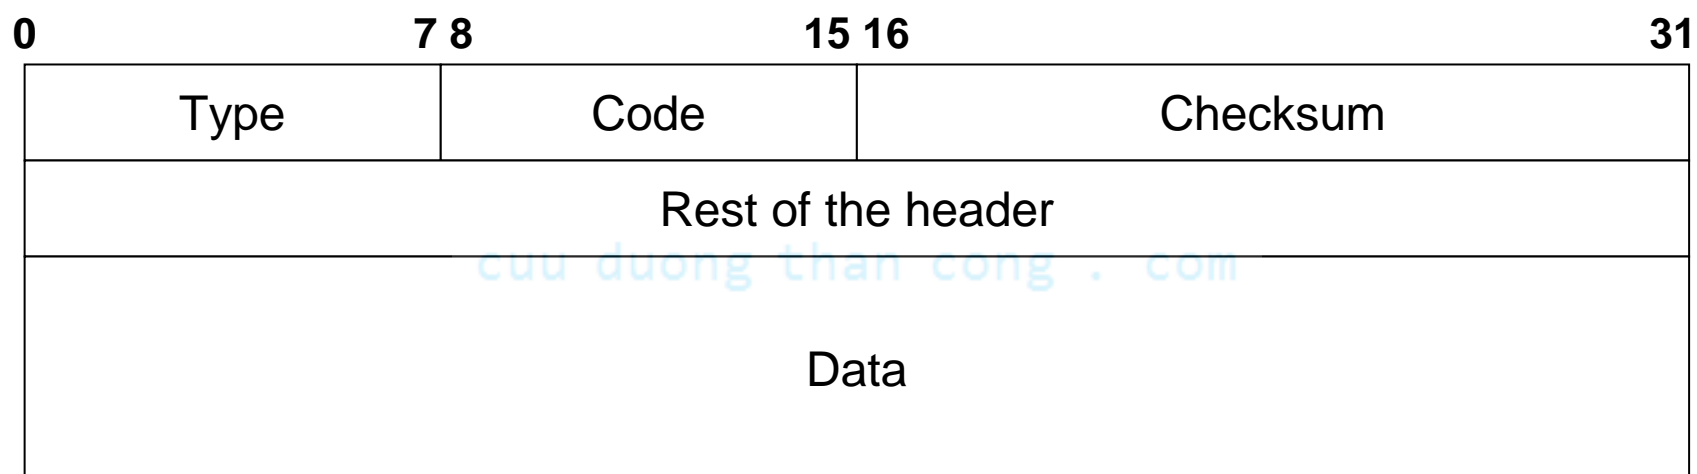 0 7 8 15 16 31
Type Code Checksum
Rest of the header
cuu duong than cong . com
Data